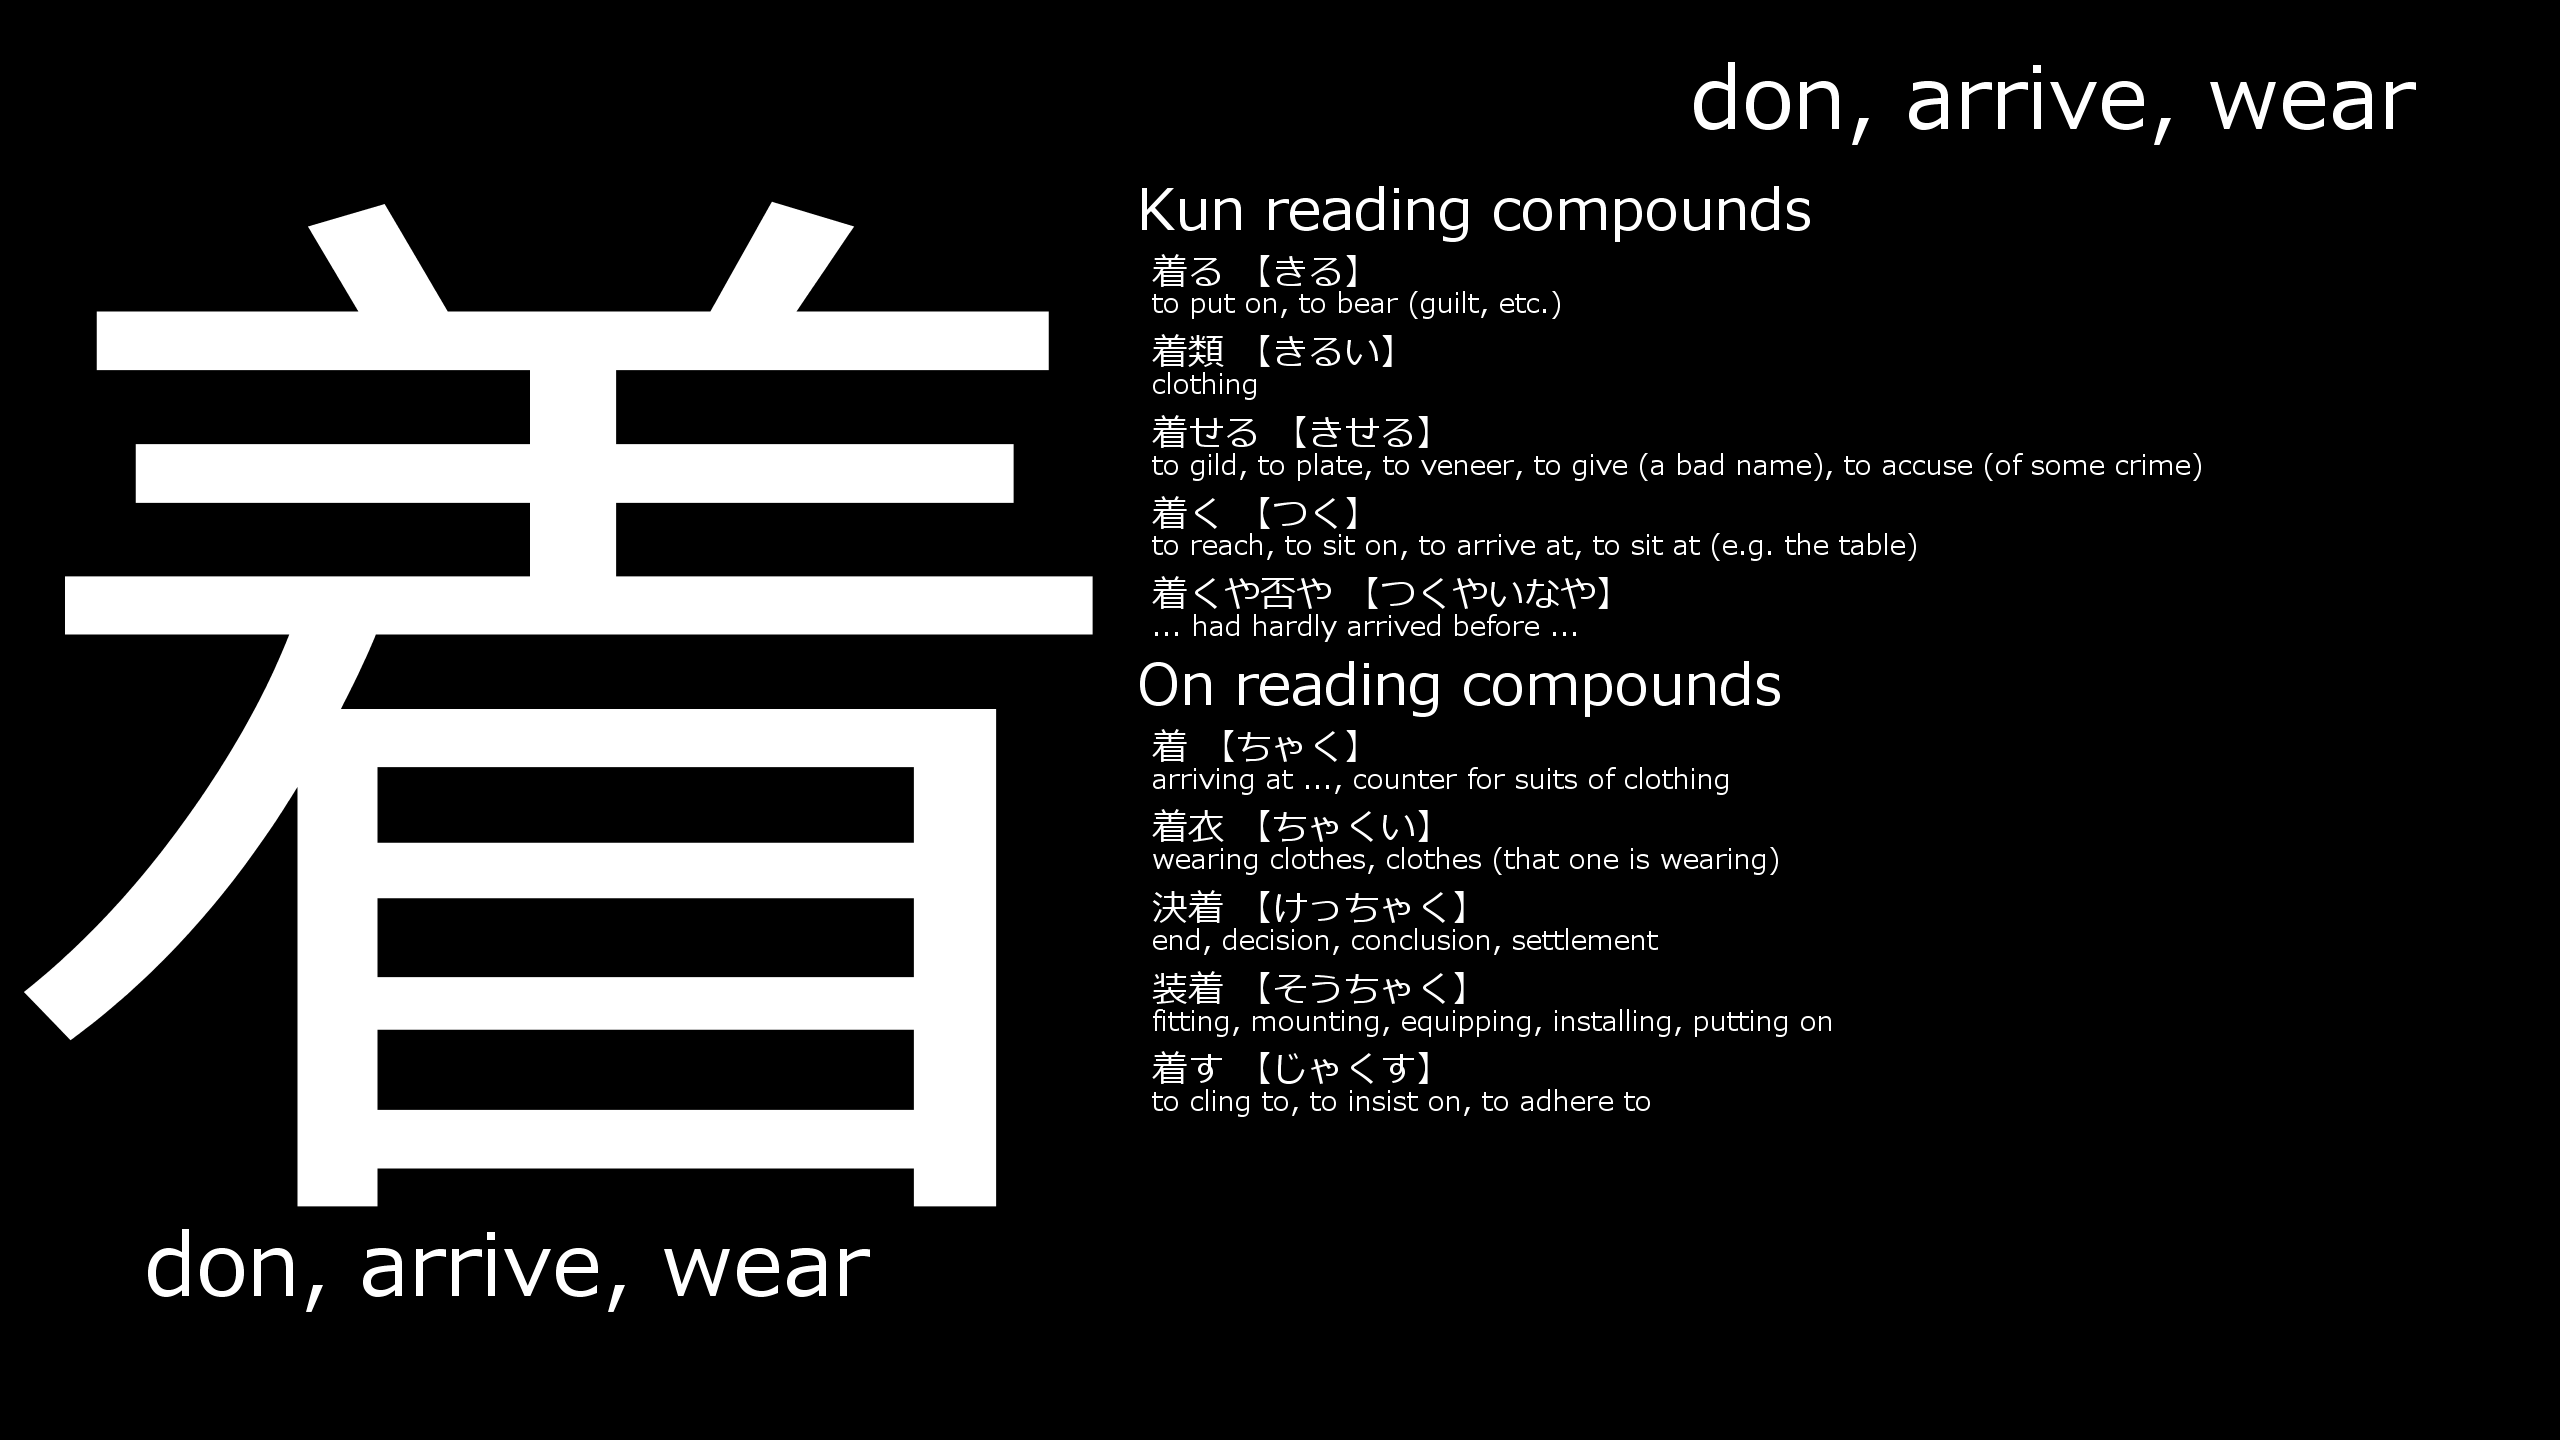 don, arrive, wear
着
don, arrive, wear
Kun reading compounds
着る 【きる】
to put on, to bear (guilt, etc.)
着類 【きるい】
clothing
着せる 【きせる】
to gild, to plate, to veneer, to give (a bad name), to accuse (of some crime)
着く 【つく】
to reach, to sit on, to arrive at, to sit at (e.g. the table)
着くや否や 【つくやいなや】
... had hardly arrived before ...
On reading compounds
着 【ちゃく】
arriving at ..., counter for suits of clothing
着衣 【ちゃくい】
wearing clothes, clothes (that one is wearing)
決着 【けっちゃく】
end, decision, conclusion, settlement
装着 【そうちゃく】
fitting, mounting, equipping, installing, putting on
着す 【じゃくす】
to cling to, to insist on, to adhere to